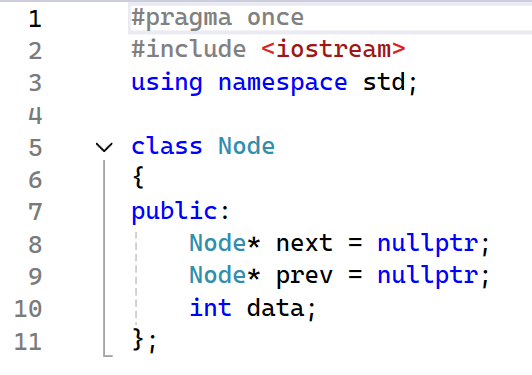 1 #pragma once
2 #include <iostream>
3 using namespace std;
4
5 class Node
6 {
7 public:
8     Node* next = nullptr;
9     Node* prev = nullptr;
10     int data;
11 };